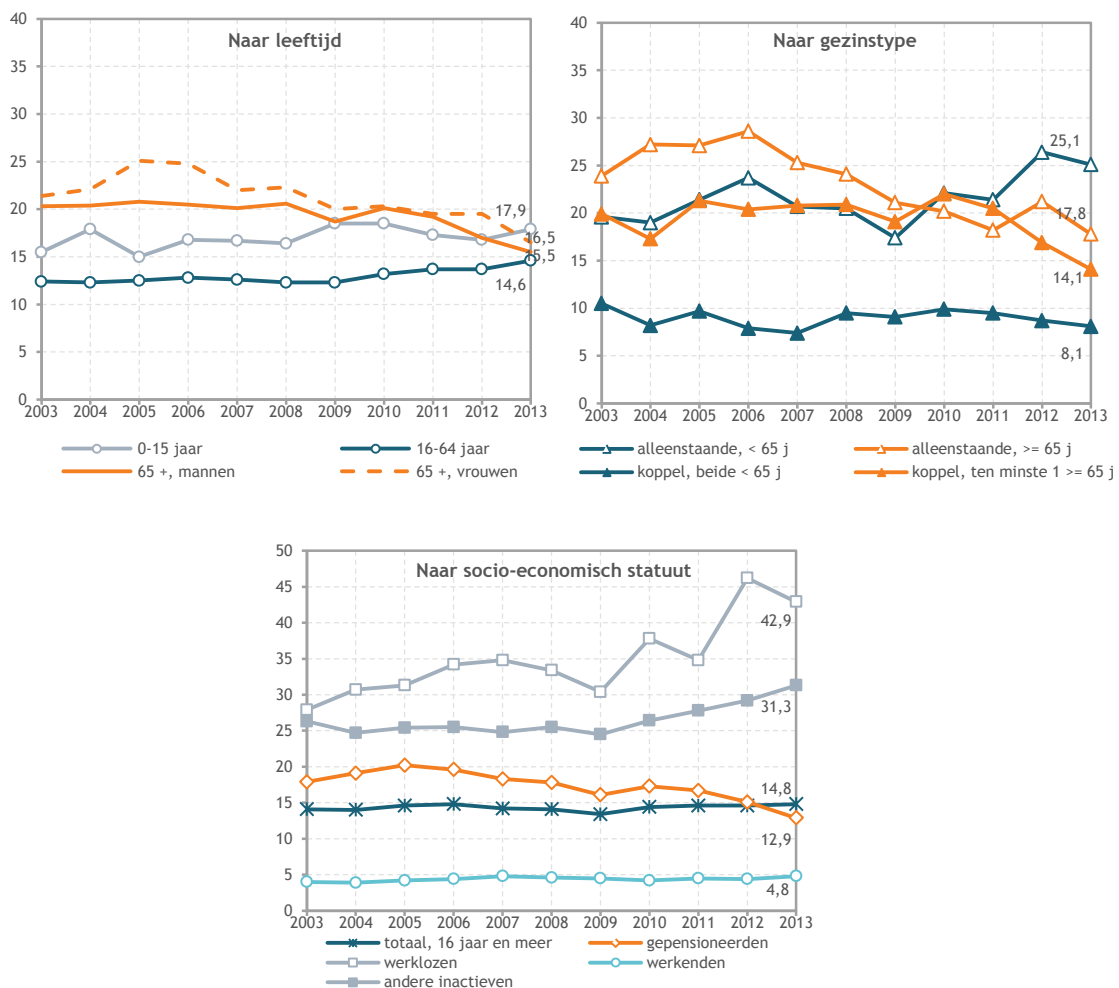 Naar leeftijd
40
35
30
25
20
15
10
5
0
17,9
16,5
15,5
14,6
2003 2004 2005 2006 2007 2008 2009 2010 2011 2012 2013
0-15 jaar
16-64 jaar
65 +, mannen
65 +, vrouwen
Naar gezinstype
40
35
30
25
20
15
10
5
0
25,1
17,8
14,1
8,1
2003 2004 2005 2006 2007 2008 2009 2010 2011 2012 2013
alleenstaande, < 65 j
alleenstaande, >= 65 j
koppel, beide < 65 j
koppel, ten minste 1 >= 65 j
Naar socio-economisch statuut
50
45
40
35
30
25
20
15
10
5
0
42,9
31,3
14,8
12,9
4,8
2003 2004 2005 2006 2007 2008 2009 2010 2011 2012 2013
totaal, 16 jaar en meer
gepensioneerden
werklozen
werkenden
andere inactieven